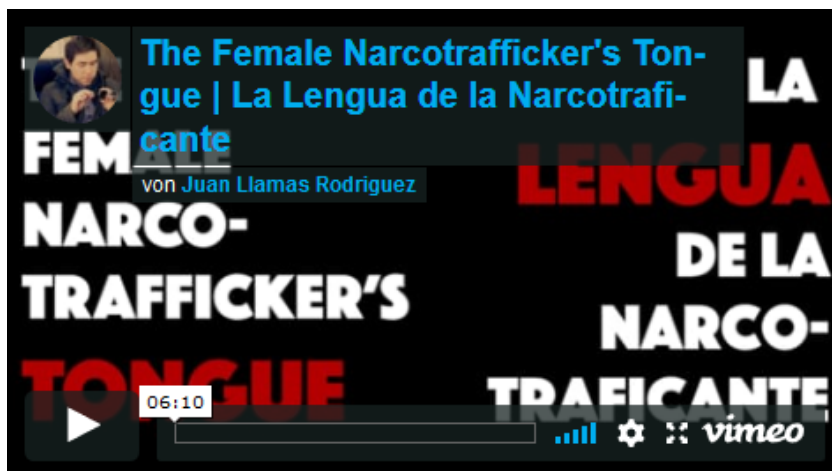 The Female Narcotrafficker's Ton-
gue | La Lengua de la Narcotrafi-
cante
von Juan Llamas Rodriguez
FEMALE
NARCO-
TRAFFICKER'S
TONGUE
LA
LENGUA
DE LA
NARCO-
TRAFICANTE
06:10
vimeo